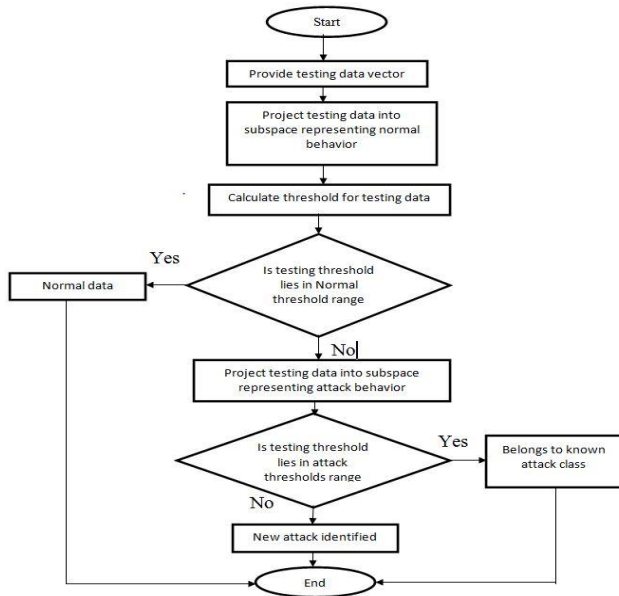 Start
Provide testing data vector
Project testing data into
subspace representing normal
behavior
Calculate threshold for testing data
Is testing threshold
lies in Normal
threshold range
Yes
Normal data
No
Project testing data into subspace
representing attack behavior
Is testing threshold
lies in attack
thresholds range
Yes
Belongs to known
attack class
No
New attack identified
End